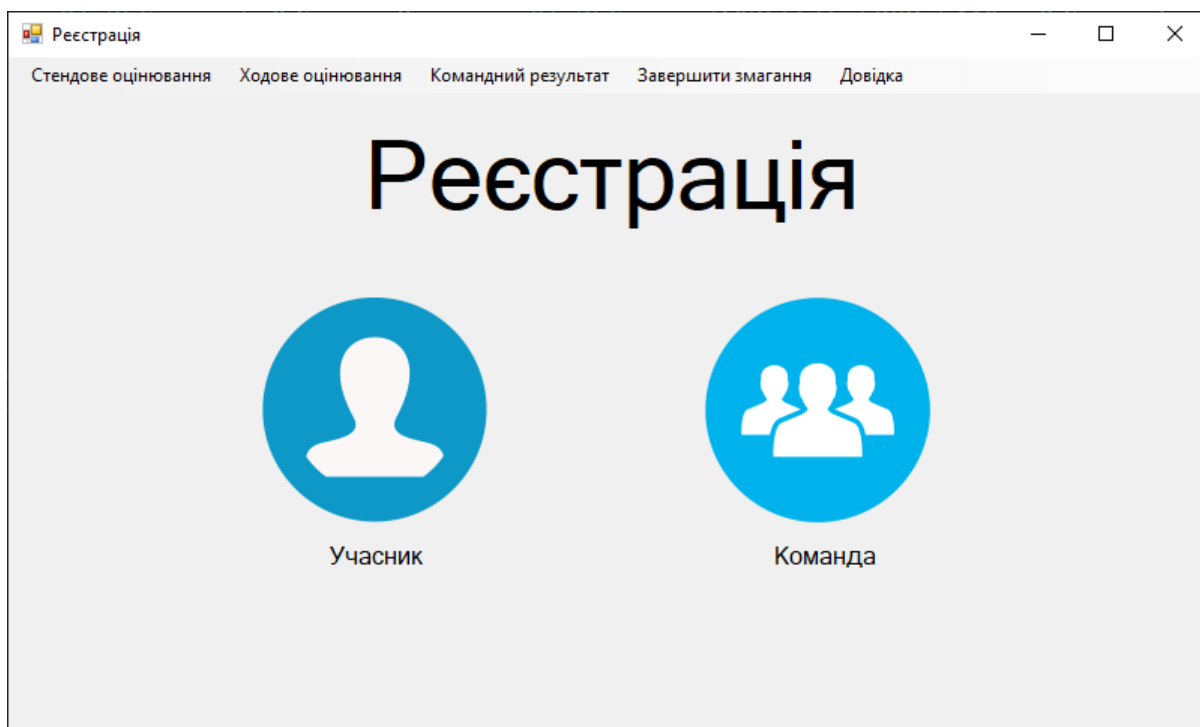 Реєстрація
Стендове оцінювання Ходове оцінювання Командний результат Завершити змагання Довідка
Реєстрація
Учасник Команда